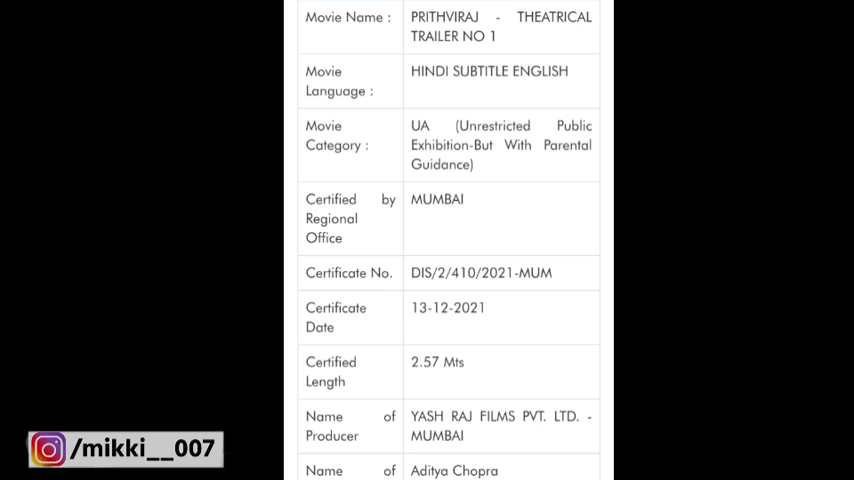 Movie Name : PRITHVIRAJ - THEATRICAL
TRAILER NO 1
Movie HINDI SUBTITLE ENGLISH
Language :
Movie UA (Unrestricted Public
Category : Exhibition-But With Parental
Guidance)
Certified by MUMBAI
Regional
Office
Certificate No. DIS/2/410/2021-MUM
Certificate 13-12-2021
Date
Certified 2.57 Mts
Length
Name of YASH RAJ FILMS PVT. LTD. -
Producer MUMBAI
Name of Aditya Chopra
/mikki__007